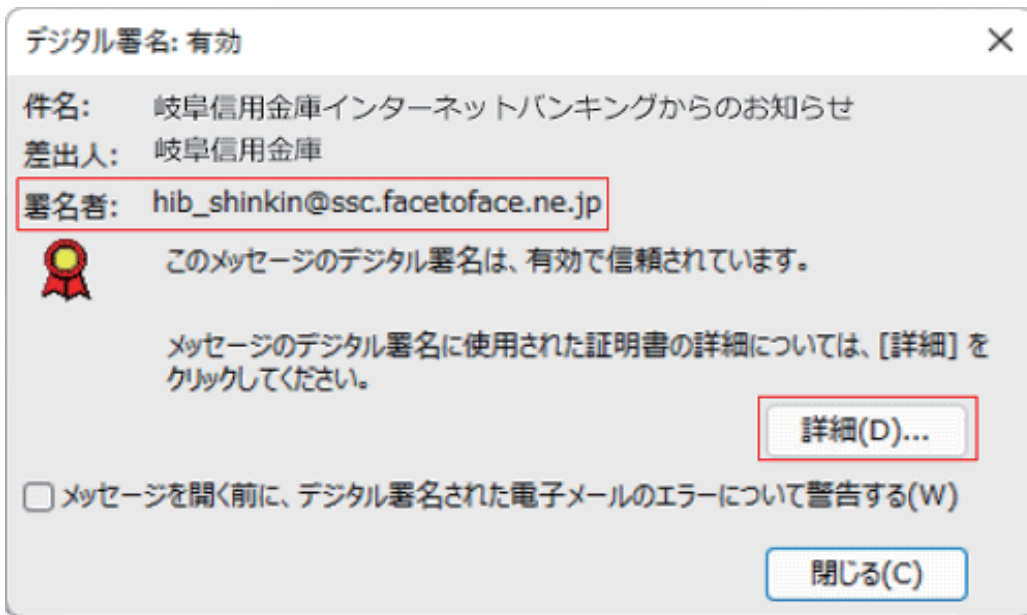 デジタル署名: 有効
件名: 岐阜信用金庫インターネットバンキングからのお知らせ
差出人: 岐阜信用金庫
署名者: hib_shinkin@ssc.facetoface.ne.jp
このメッセージのデジタル署名は、有効で信頼されています。
メッセージのデジタル署名に使用された証明書の詳細については、[詳細] を
クリックしてください。
詳細(D)...
メッセージを開く前に、デジタル署名された電子メールのエラーについて警告する(W)
閉じる(C)